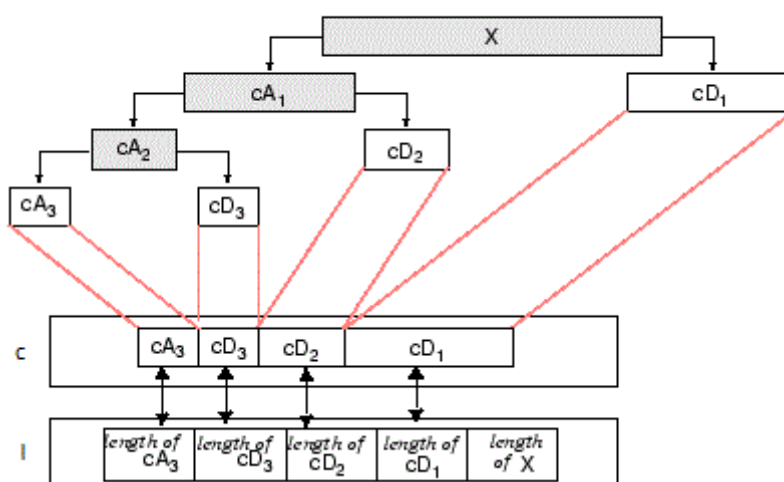 X
cA₁
cD₁
cA₂
cD₂
cA₃
cD₃
C
cA₃ cD₃ cD₂ cD₁
l
length of length of length of length of length
cA₃ cD₃ cD₂ cD₁ of X